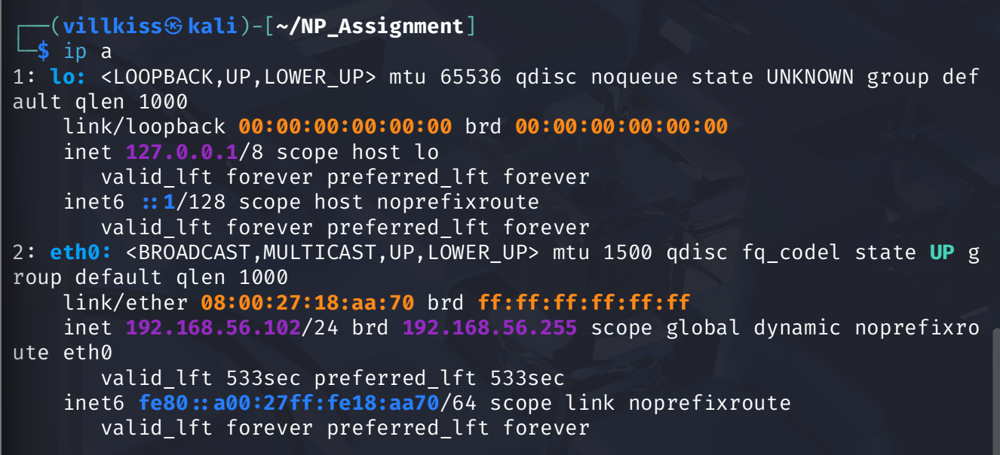 ┌──(villkiss㉿kali)-[~/NP_Assignment]
└─$ ip a
1: lo: <LOOPBACK,UP,LOWER_UP> mtu 65536 qdisc noqueue state UNKNOWN group def
ault qlen 1000
    link/loopback 00:00:00:00:00:00 brd 00:00:00:00:00:00
    inet 127.0.0.1/8 scope host lo
       valid_lft forever preferred_lft forever
    inet6 ::1/128 scope host noprefixroute
       valid_lft forever preferred_lft forever
2: eth0: <BROADCAST,MULTICAST,UP,LOWER_UP> mtu 1500 qdisc fq_codel state UP g
roup default qlen 1000
    link/ether 08:00:27:18:aa:70 brd ff:ff:ff:ff:ff:ff
    inet 192.168.56.102/24 brd 192.168.56.255 scope global dynamic noprefixro
ute eth0
       valid_lft 533sec preferred_lft 533sec
    inet6 fe80::a00:27ff:fe18:aa70/64 scope link noprefixroute
       valid_lft forever preferred_lft forever